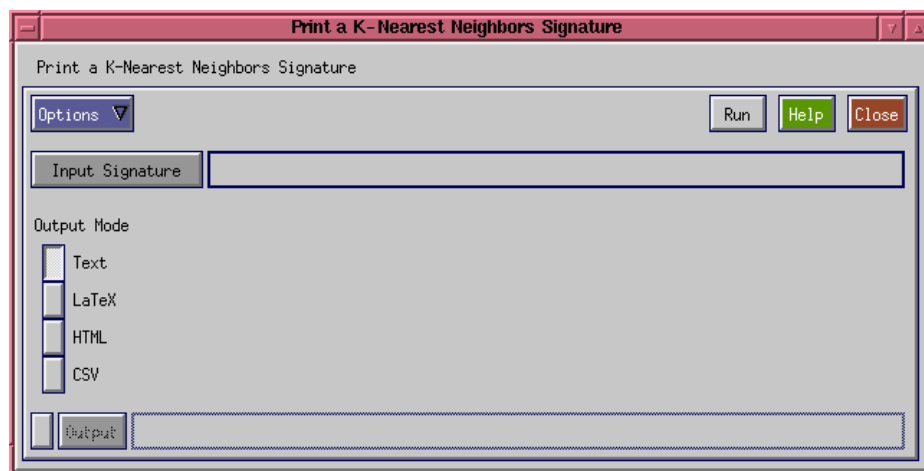 Print a K-Nearest Neighbors Signature
Print a K-Nearest Neighbors Signature
Options Run Help Close
Input Signature
Output Mode
Text
LaTeX
HTML
CSV
Output